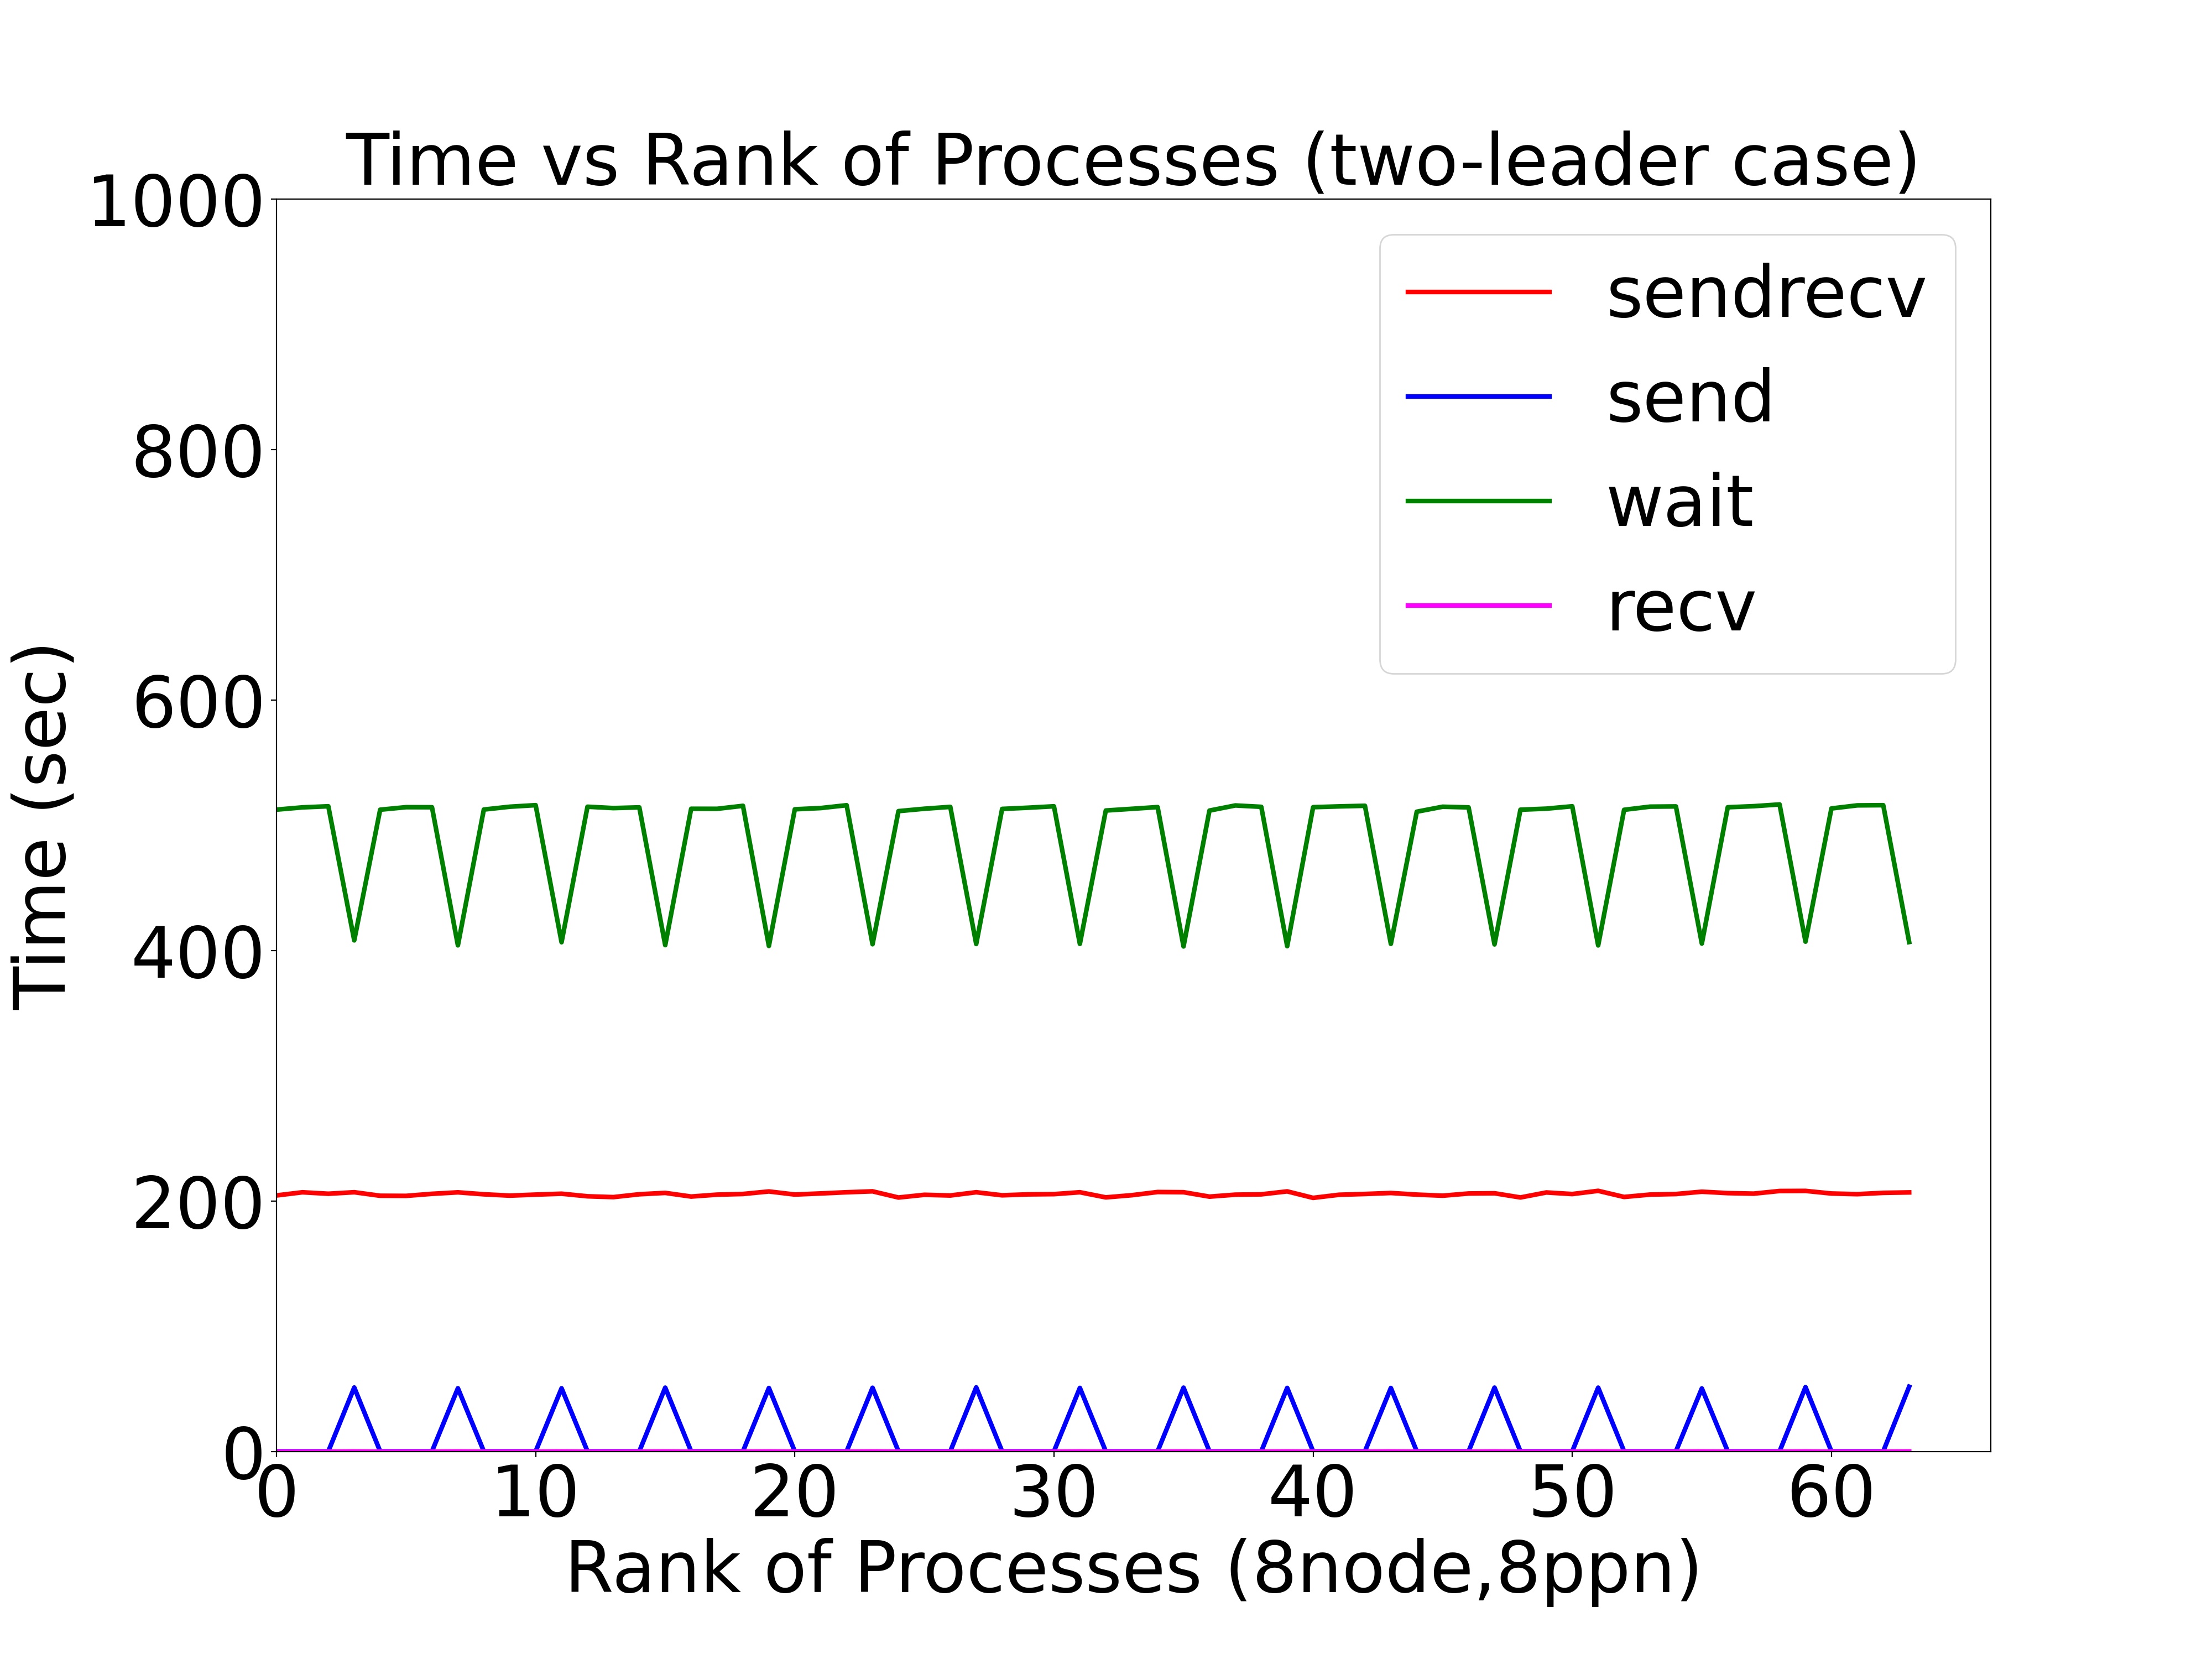 Time vs Rank of Processes (two-leader case)
1000
800
600
400
200
0
Time (sec)
sendrecv
send
wait
recv
0 10 20 30 40 50 60
Rank of Processes (8node,8ppn)